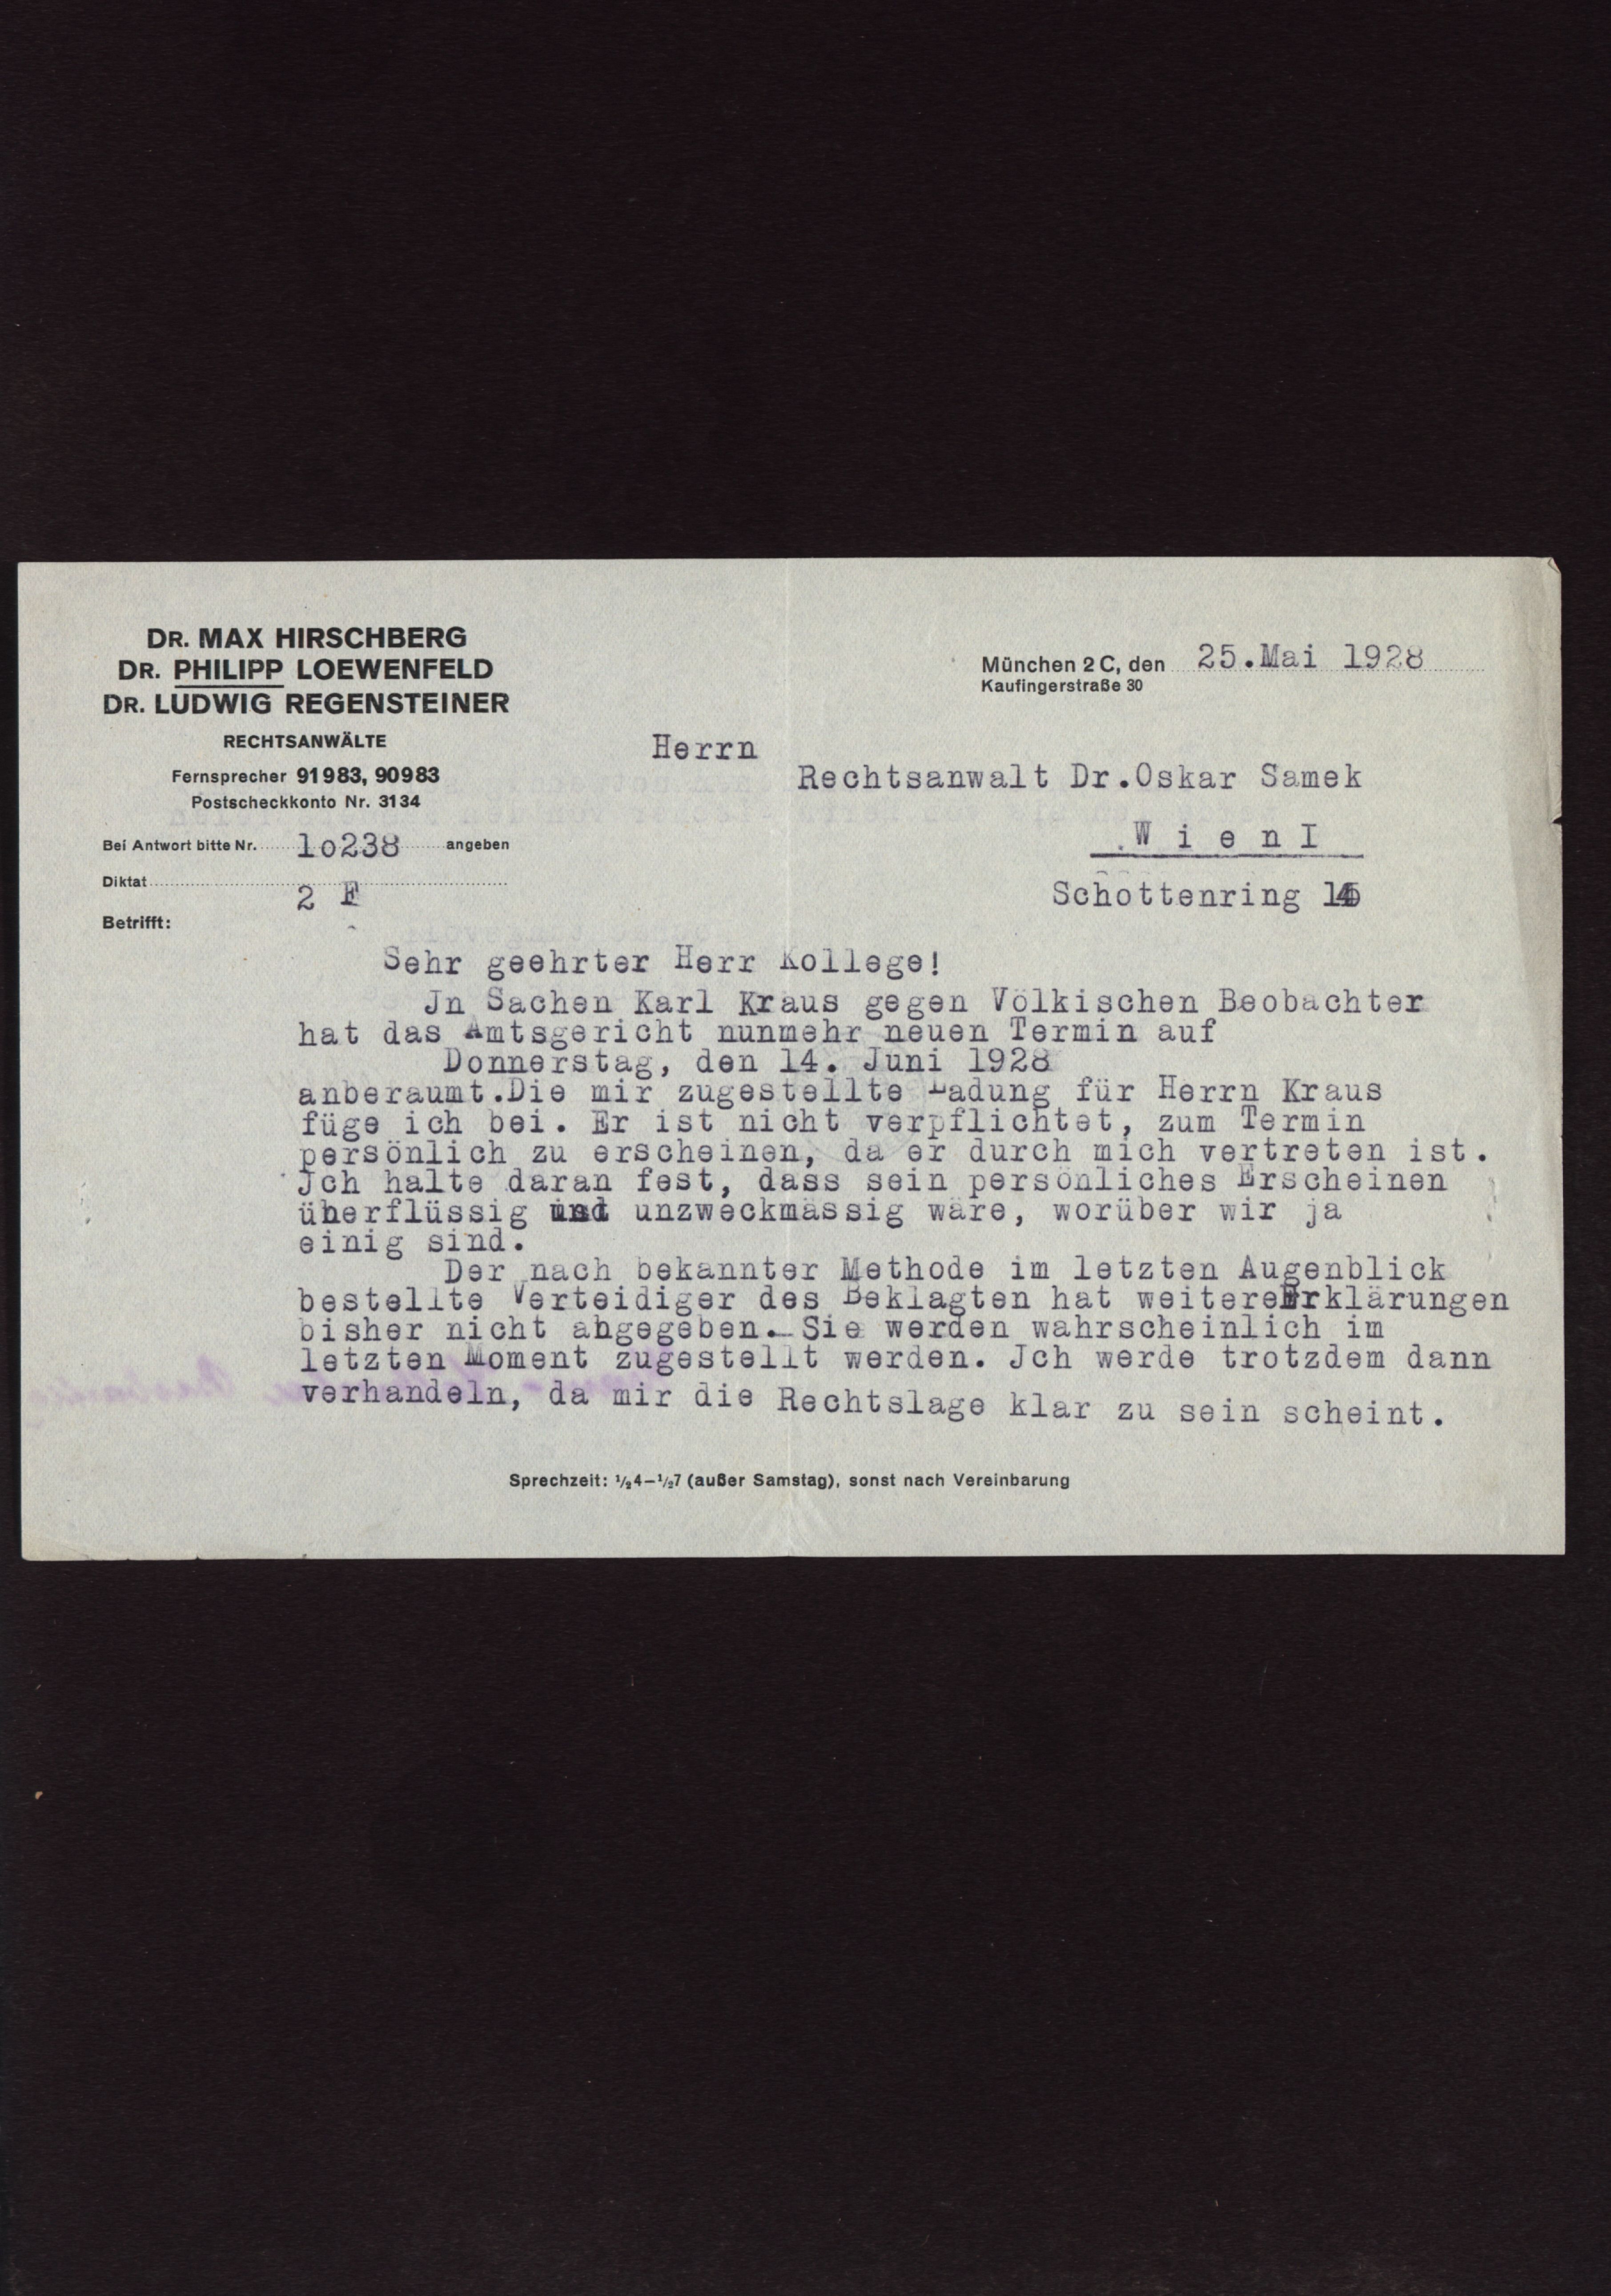 DR. MAX HIRSCHBERG
DR. PHILIPP LOEWENFELD
DR. LUDWIG REGENSTEINER
RECHTSANWÄLTE
Fernsprecher 91983, 90983
Postscheckkonto Nr. 3134
Bei Antwort bitte Nr. 1o238 angeben
Diktat
2 F
Betrifft:
München 2 C, den 25.Mai 1928
Kaufingerstraße 30
Herrn
Rechtsanwalt Dr.Oskar Samek
W i e n I
Schottenring
Sehr geehrter Herr Kollege!
Jn Sachen Karl Kraus gegen Völkischen Beobachter
hat das Amtsgericht nunmehr neuen Termin auf
Donnerstag, den 14. Juni 1928
anberaumt.Die mir zugestellte Ladung für Herrn Kraus
füge ich bei. Er ist nicht verpflichtet, zum Termin
persönlich zu erscheinen, da er durch mich vertreten ist.
Jch halte daran fest, dass sein persönliches Erscheinen
überflüssig und unzweckmässig wäre, worüber wir ja
einig sind.
Der nach bekannter Methode im letzten Augenblick
bestellte Verteidiger des Beklagten hat weitereErklärungen
bisher nicht abgegeben. Sie werden wahrscheinlich im
letzten Moment zugestellt werden. Jch werde trotzdem dann
verhandeln, da mir die Rechtslage klar zu sein scheint.
Sprechzeit: ½4–½7 (außer Samstag), sonst nach Vereinbarung